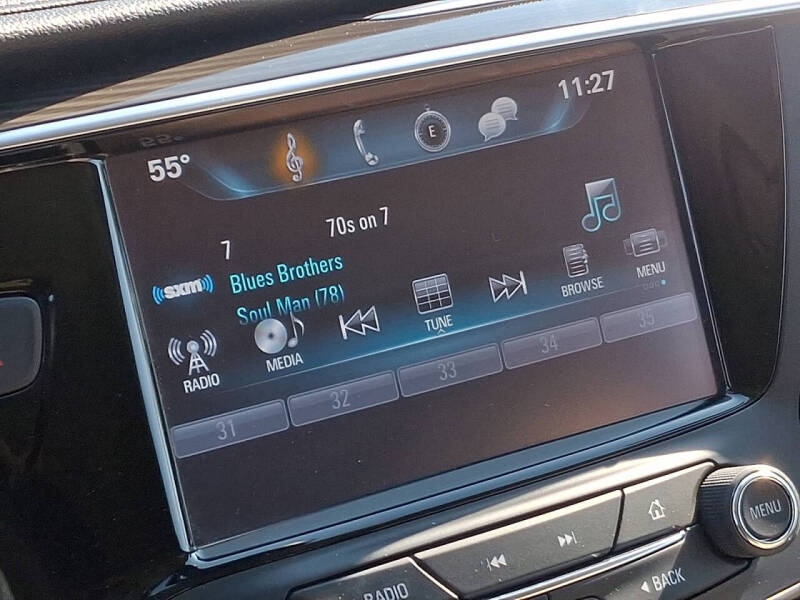 11:27
55°
E
7
70s on 7
sxm
Blues Brothers
Soul Man (78)
RADIO
MEDIA
TUNE
BROWSE
MENU
31
32
33
34
35
RADIO
BACK
MENU